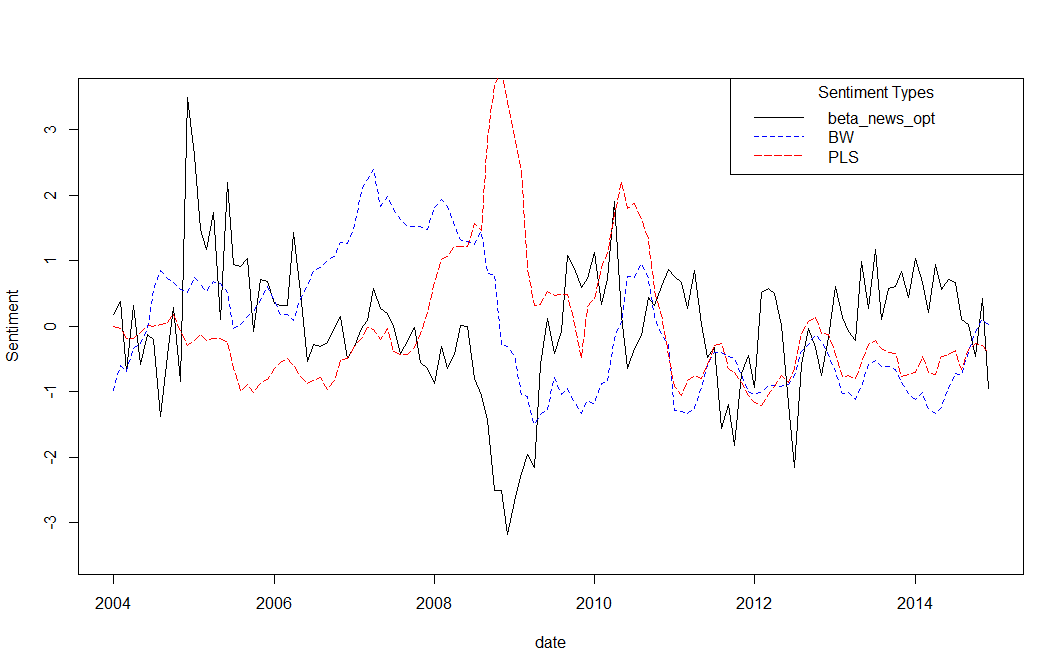 Sentiment Types
beta_news_opt
BW
PLS
3
2
1
0
-1
-2
-3
Sentiment
2004 2006 2008 2010 2012 2014
date